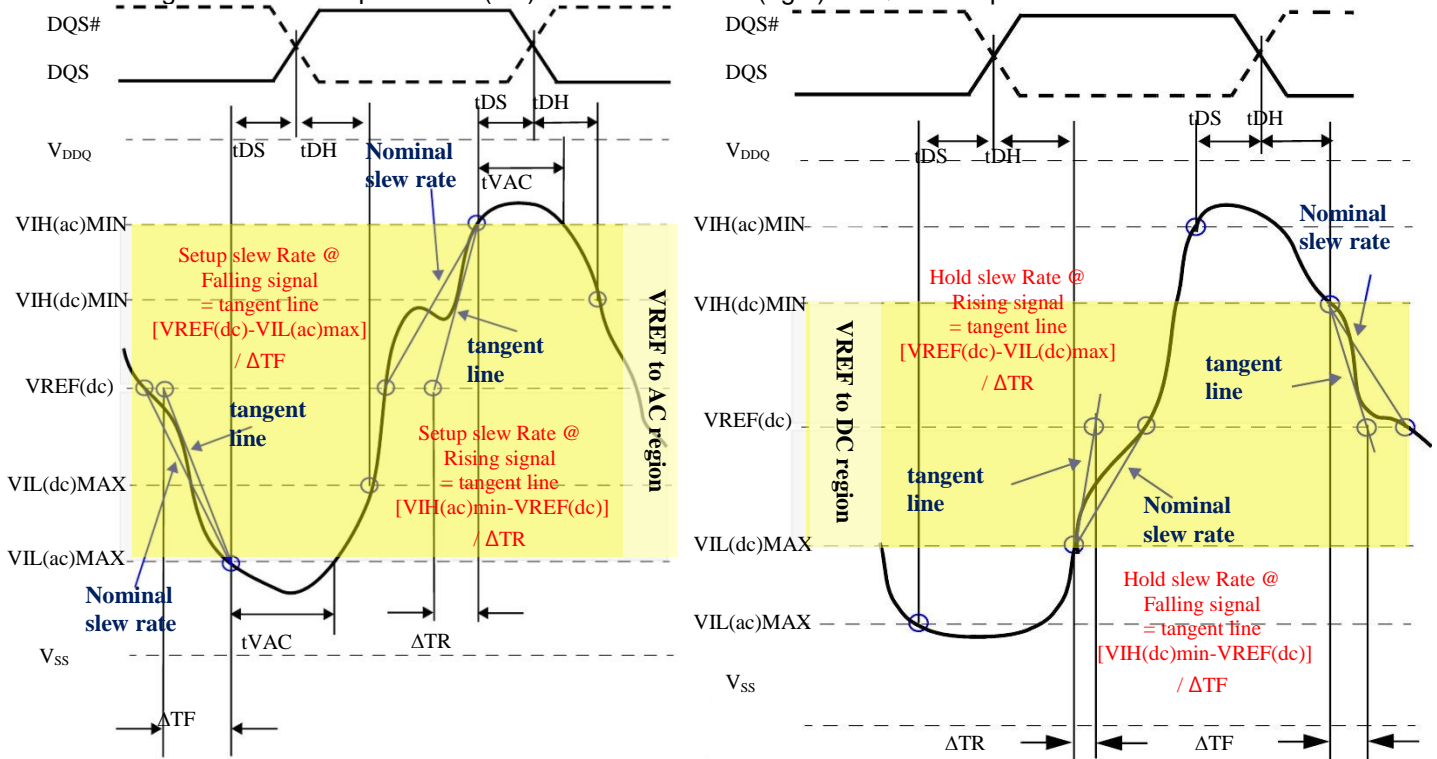 DQS#
DQS
tDS
tDH
tDS
tDH
V_DDQ
Nominal
slew rate
tVAC
VIH(ac)MIN
Setup slew Rate @
Falling signal
= tangent line
[VREF(dc)-VIL(ac)max]
/ ΔTF
VIH(dc)MIN
tangent
line
VREF to AC region
VREF(dc)
tangent
line
Setup slew Rate @
Rising signal
= tangent line
[VIH(ac)min-VREF(dc)]
/ ΔTR
VIL(dc)MAX
VIL(ac)MAX
Nominal
slew rate
tVAC
ΔTR
V_SS
ΔTF
DQS#
DQS
tDS
tDH
tDS
tDH
V_DDQ
VIH(ac)MIN
Nominal
slew rate
Hold slew Rate @
Rising signal
= tangent line
[VREF(dc)-VIL(dc)max]
/ ΔTR
VIH(dc)MIN
VREF to DC region
tangent
line
VREF(dc)
tangent
line
Nominal
slew rate
VIL(dc)MAX
Hold slew Rate @
Falling signal
= tangent line
[VIH(dc)min-VREF(dc)]
/ ΔTF
VIL(ac)MAX
V_SS
ΔTR
ΔTF